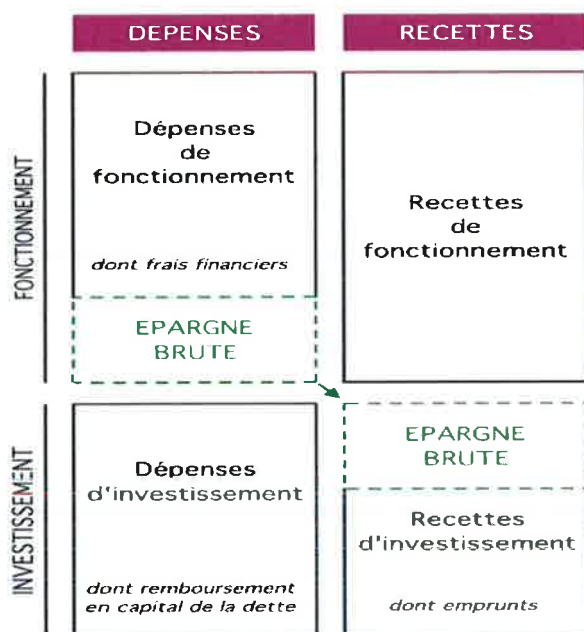 DEPENSES
RECETTES
FONCTIONNEMENT
Dépenses
de
fonctionnement
dont frais financiers
EPARGNE
BRUTE
Recettes
de
fonctionnement
INVESTISSEMENT
Dépenses
d'investissement
dont remboursement
en capital de la dette
EPARGNE
BRUTE
Recettes
d'investissement
dont emprunts